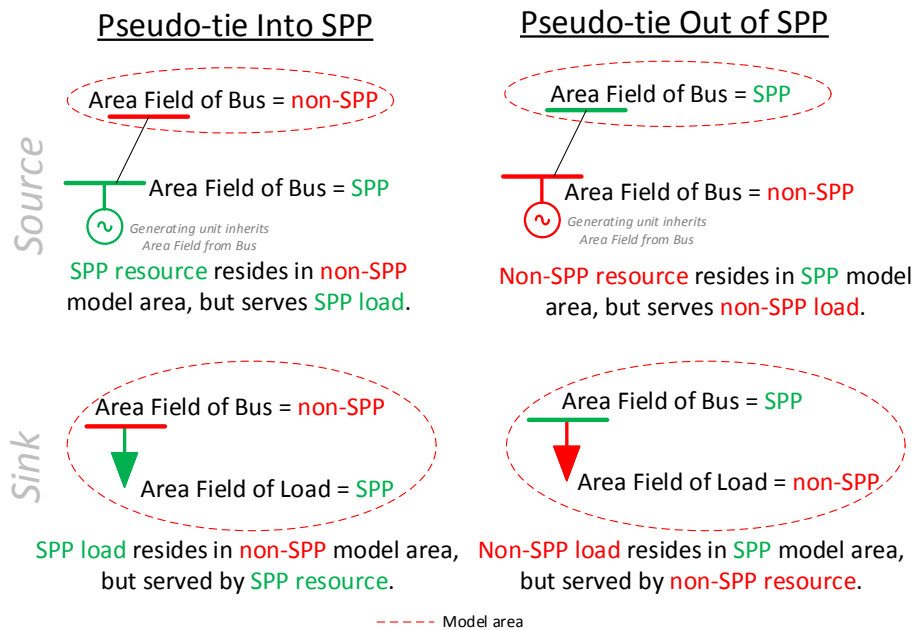 Pseudo-tie Into SPP
Pseudo-tie Out of SPP
Source
Area Field of Bus = non-SPP
Area Field of Bus = SPP
Generating unit inherits
Area Field from Bus
SPP resource resides in non-SPP
model area, but serves SPP load.
Area Field of Bus = SPP
Area Field of Bus = non-SPP
Generating unit inherits
Area Field from Bus
Non-SPP resource resides in SPP model
area, but serves non-SPP load.
Sink
Area Field of Bus = non-SPP
Area Field of Load = SPP
SPP load resides in non-SPP model area,
but served by SPP resource.
Area Field of Bus = SPP
Area Field of Load = non-SPP
Non-SPP load resides in SPP model area,
but served by non-SPP resource.
Model area